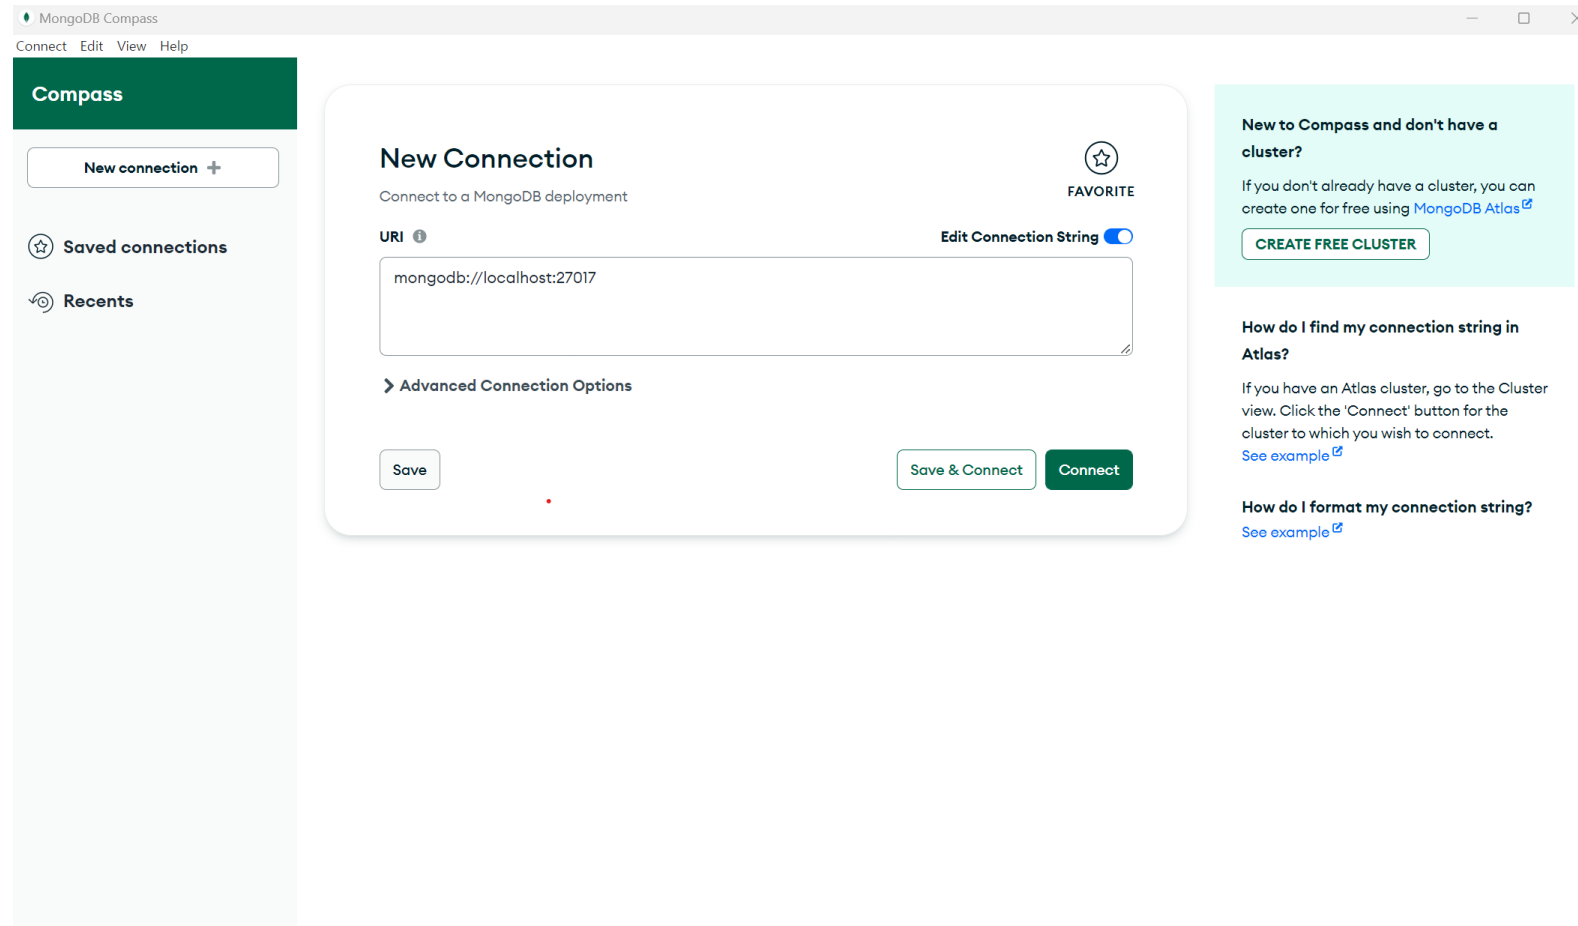 MongoDB Compass
Connect Edit View Help
Compass
New connection
Saved connections
Recents
New Connection
Connect to a MongoDB deployment
FAVORITE
URI
Edit Connection String
mongodb://localhost:27017
Advanced Connection Options
Save
Save & Connect
Connect
New to Compass and don't have a
cluster?
If you don't already have a cluster, you can
create one for free using MongoDB Atlas
CREATE FREE CLUSTER
How do I find my connection string in
Atlas?
If you have an Atlas cluster, go to the Cluster
view. Click the 'Connect' button for the
cluster to which you wish to connect.
See example
How do I format my connection string?
See example